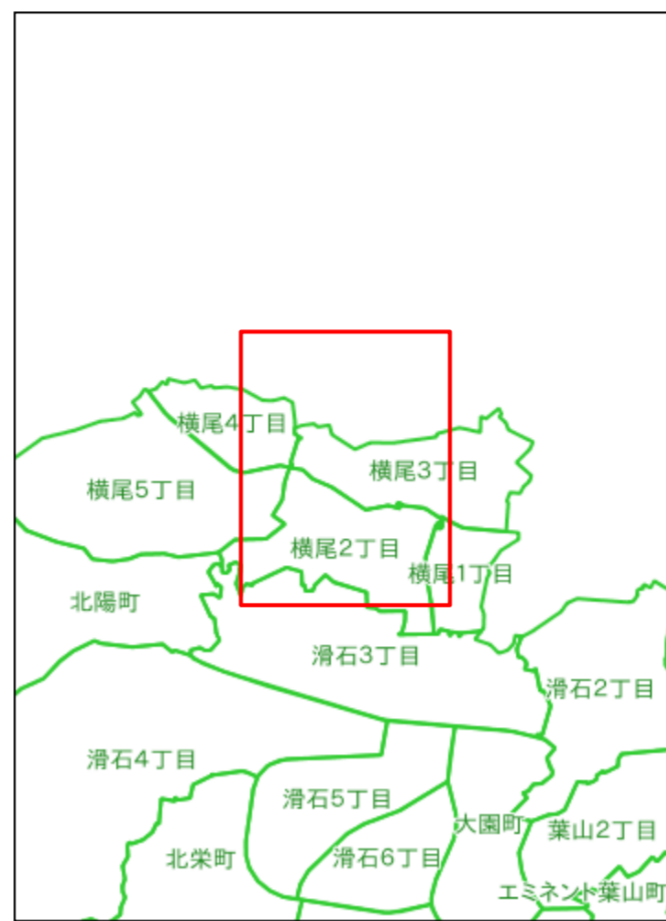 横尾4丁目
横尾3丁目
横尾5丁目
横尾2丁目
横尾1丁目
北陽町
滑石3丁目
滑石2丁目
滑石4丁目
滑石5丁目
大園町
葉山2丁目
北栄町
滑石6丁目
エミネント葉山町